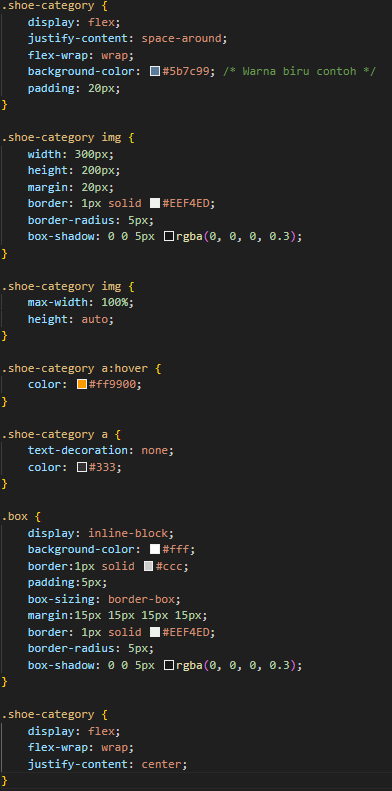 .shoe-category {
    display: flex;
    justify-content: space-around;
    flex-wrap: wrap;
    background-color: #5b7c99; /* Warna biru contoh */
    padding: 20px;
}

.shoe-category img {
    width: 300px;
    height: 200px;
    margin: 20px;
    border: 1px solid #EEF4ED;
    border-radius: 5px;
    box-shadow: 0 0 5px rgba(0, 0, 0, 0.3);
}

.shoe-category img {
    max-width: 100%;
    height: auto;
}

.shoe-category a:hover {
    color: #ff9900;
}

.shoe-category a {
    text-decoration: none;
    color: #333;
}

.box {
    display: inline-block;
    background-color: #fff;
    border:1px solid #ccc;
    padding:5px;
    box-sizing: border-box;
    margin:15px 15px 15px 15px;
    border: 1px solid #EEF4ED;
    border-radius: 5px;
    box-shadow: 0 0 5px rgba(0, 0, 0, 0.3);
}

.shoe-category {
    display: flex;
    flex-wrap: wrap;
    justify-content: center;
}